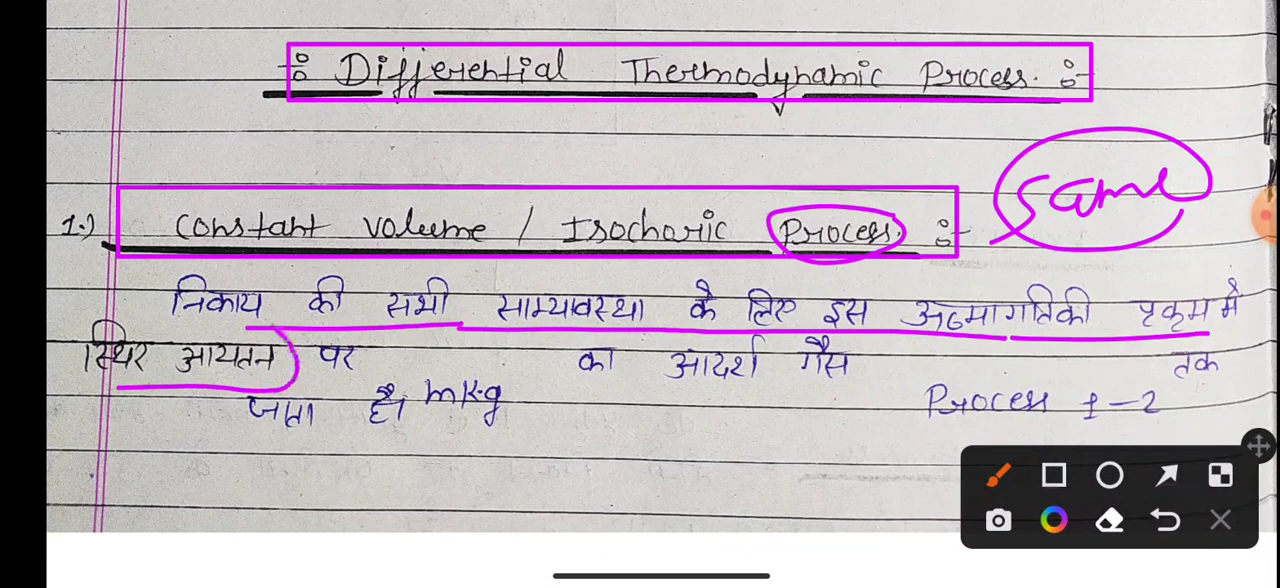 -: Differential Thermodynamic Process. :-
Same
1.) Constant Volume / Isochoric Process. :-
निकाय की सभी साम्यावस्था के लिए इस ऊष्मागतिकी प्रक्रम मे
स्थिर आयतन पर का आदर्श गैस तक
जाता है। mKg Process 1-2